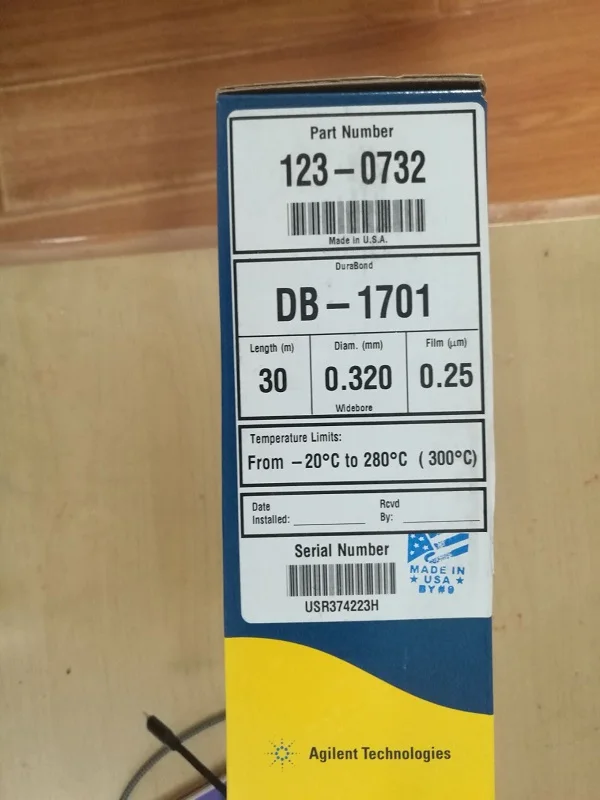 Part Number
123-0732
Made in U.S.A.
DuraBond
DB-1701
Length (m) Diam. (mm) Film (μm)
30 0.320 0.25
Widebore
Temperature Limits:
From -20°C to 280°C (300°C)
Date Installed: Rcvd By:
Serial Number
USR374223H
MADE IN
★ USA ★
BY#9
Agilent Technologies